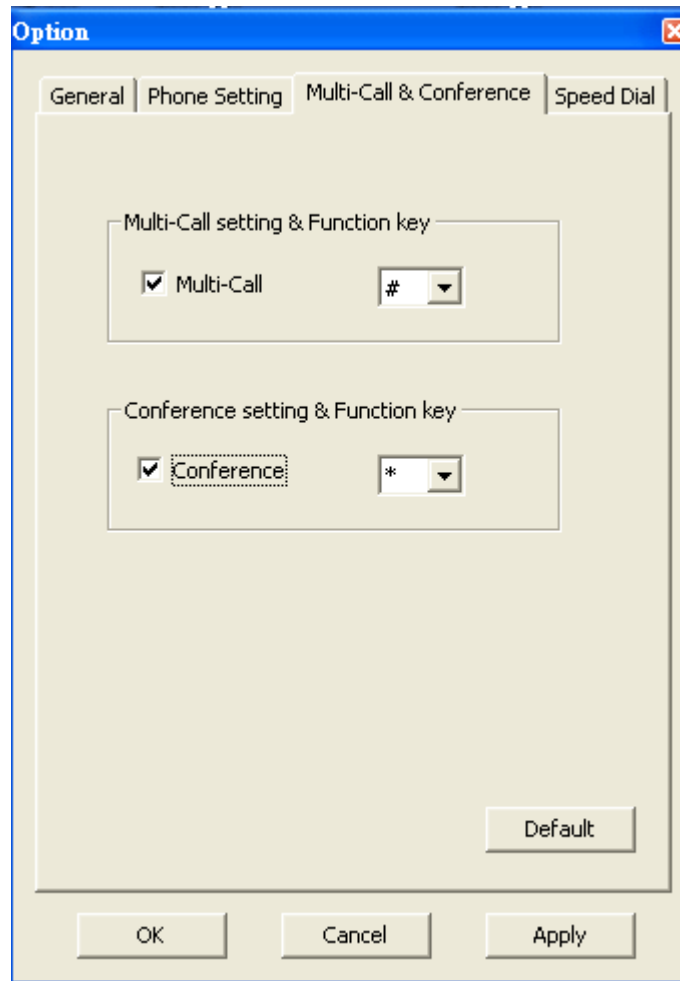 Option
General Phone Setting Multi-Call & Conference Speed Dial
Multi-Call setting & Function key
Multi-Call #
Conference setting & Function key
Conference *
Default
OK Cancel Apply